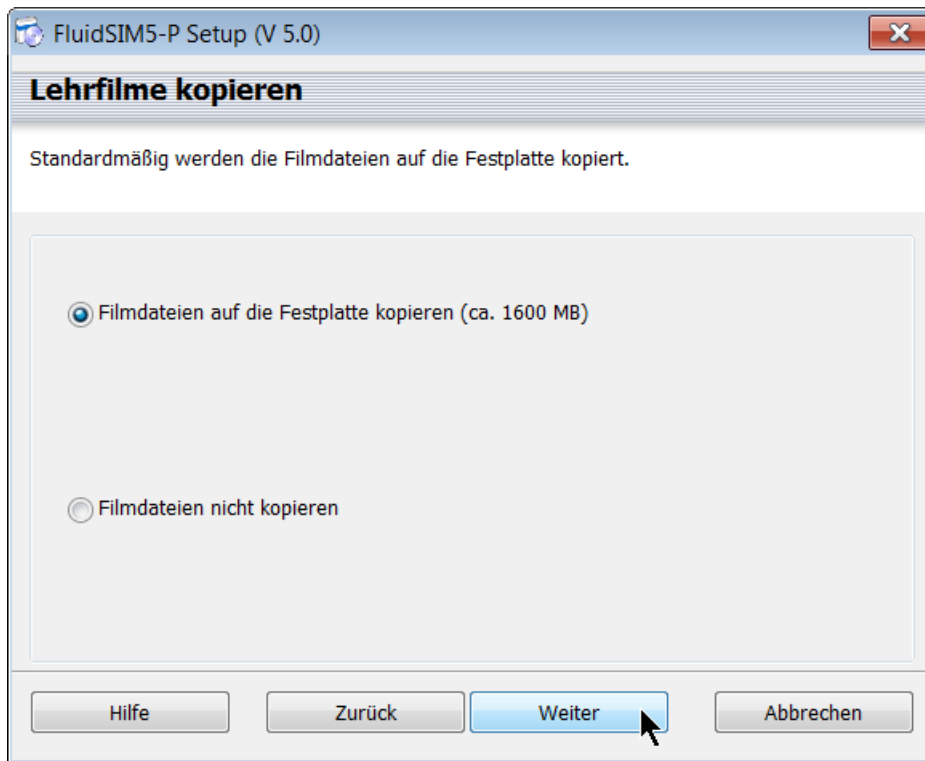 FluidSIM5-P Setup (V 5.0)
Lehrfilme kopieren
Standardmäßig werden die Filmdateien auf die Festplatte kopiert.
Filmdateien auf die Festplatte kopieren (ca. 1600 MB)
Filmdateien nicht kopieren
Hilfe Zurück Weiter Abbrechen